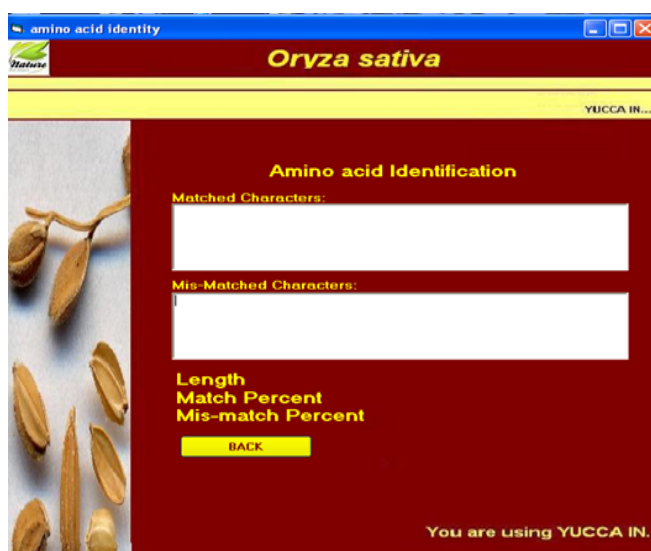 amino acid identity
Nature
Oryza sativa
YUCCA IN...
Amino acid Identification
Matched Characters:
Mis-Matched Characters:
Length
Match Percent
Mis-match Percent
BACK
You are using YUCCA IN.